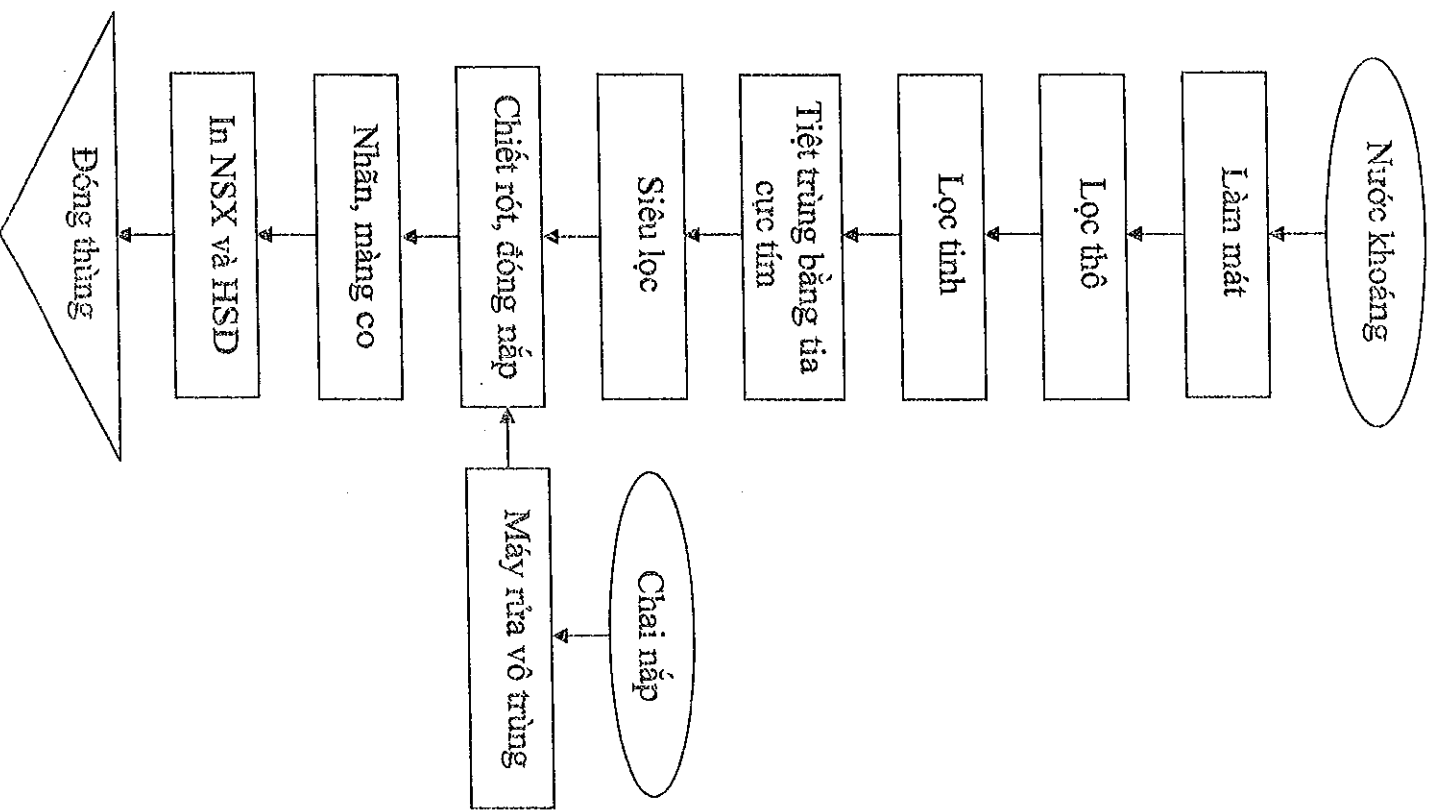 Nước khoáng
Làm mát
Lọc thô
Lọc tinh
Tiệt trùng bằng tia
cực tím
Siêu lọc
Chiết rót, đóng nắp
Nhãn, màng co
In NSX và HSD
Đóng thùng
Chai nắp
Máy rửa vô trùng